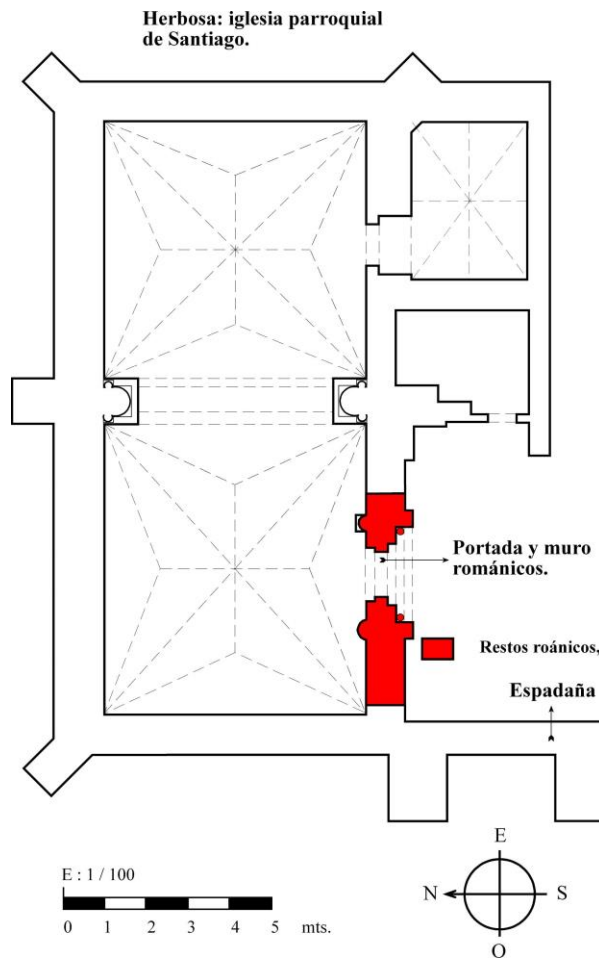 Herbosa: iglesia parroquial
de Santiago.
Portada y muro
románicos.
Restos roánicos,
Espadaña
E : 1 / 100
0 1 2 3 4 5 mts.
E
N S
O